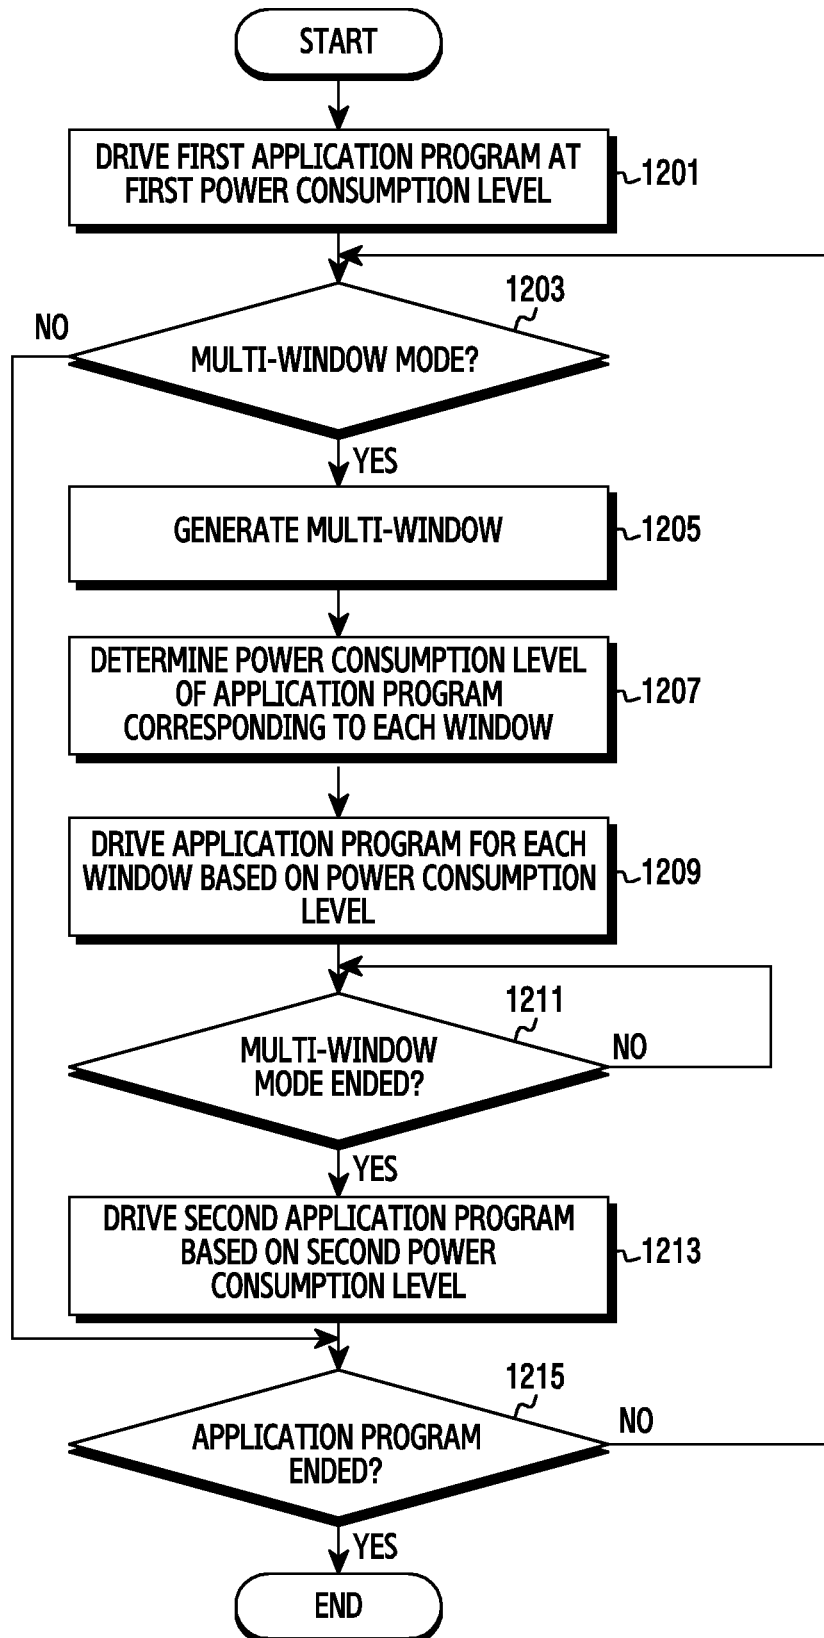 START
DRIVE FIRST APPLICATION PROGRAM AT
FIRST POWER CONSUMPTION LEVEL
1201
1203
NO
MULTI-WINDOW MODE?
YES
GENERATE MULTI-WINDOW
1205
DETERMINE POWER CONSUMPTION LEVEL
OF APPLICATION PROGRAM
CORRESPONDING TO EACH WINDOW
1207
DRIVE APPLICATION PROGRAM FOR EACH
WINDOW BASED ON POWER CONSUMPTION
LEVEL
1209
1211
MULTI-WINDOW
MODE ENDED?
NO
YES
DRIVE SECOND APPLICATION PROGRAM
BASED ON SECOND POWER
CONSUMPTION LEVEL
1213
1215
APPLICATION PROGRAM
ENDED?
NO
YES
END